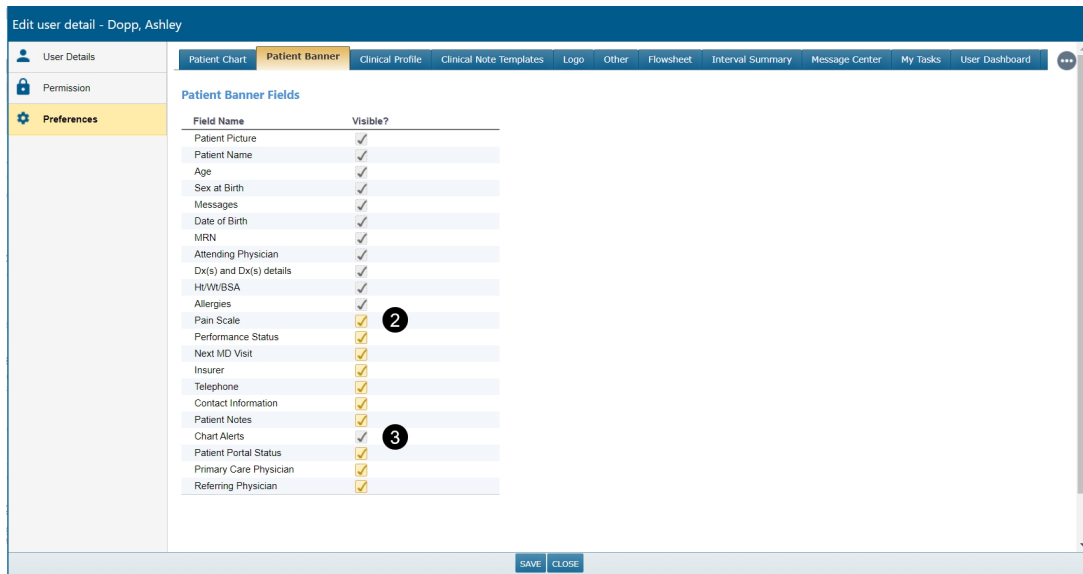 Edit user detail - Dopp, Ashley
User Details
Permission
Preferences
Patient Chart Patient Banner Clinical Profile Clinical Note Templates Logo Other Flowsheet Interval Summary Message Center My Tasks User Dashboard
Patient Banner Fields
Field Name Visible?
Patient Picture
Patient Name
Age
Sex at Birth
Messages
Date of Birth
MRN
Attending Physician
Dx(s) and Dx(s) details
Ht/Wt/BSA
Allergies
Pain Scale 2
Performance Status
Next MD Visit
Insurer
Telephone
Contact Information
Patient Notes
Chart Alerts 3
Patient Portal Status
Primary Care Physician
Referring Physician
SAVE CLOSE